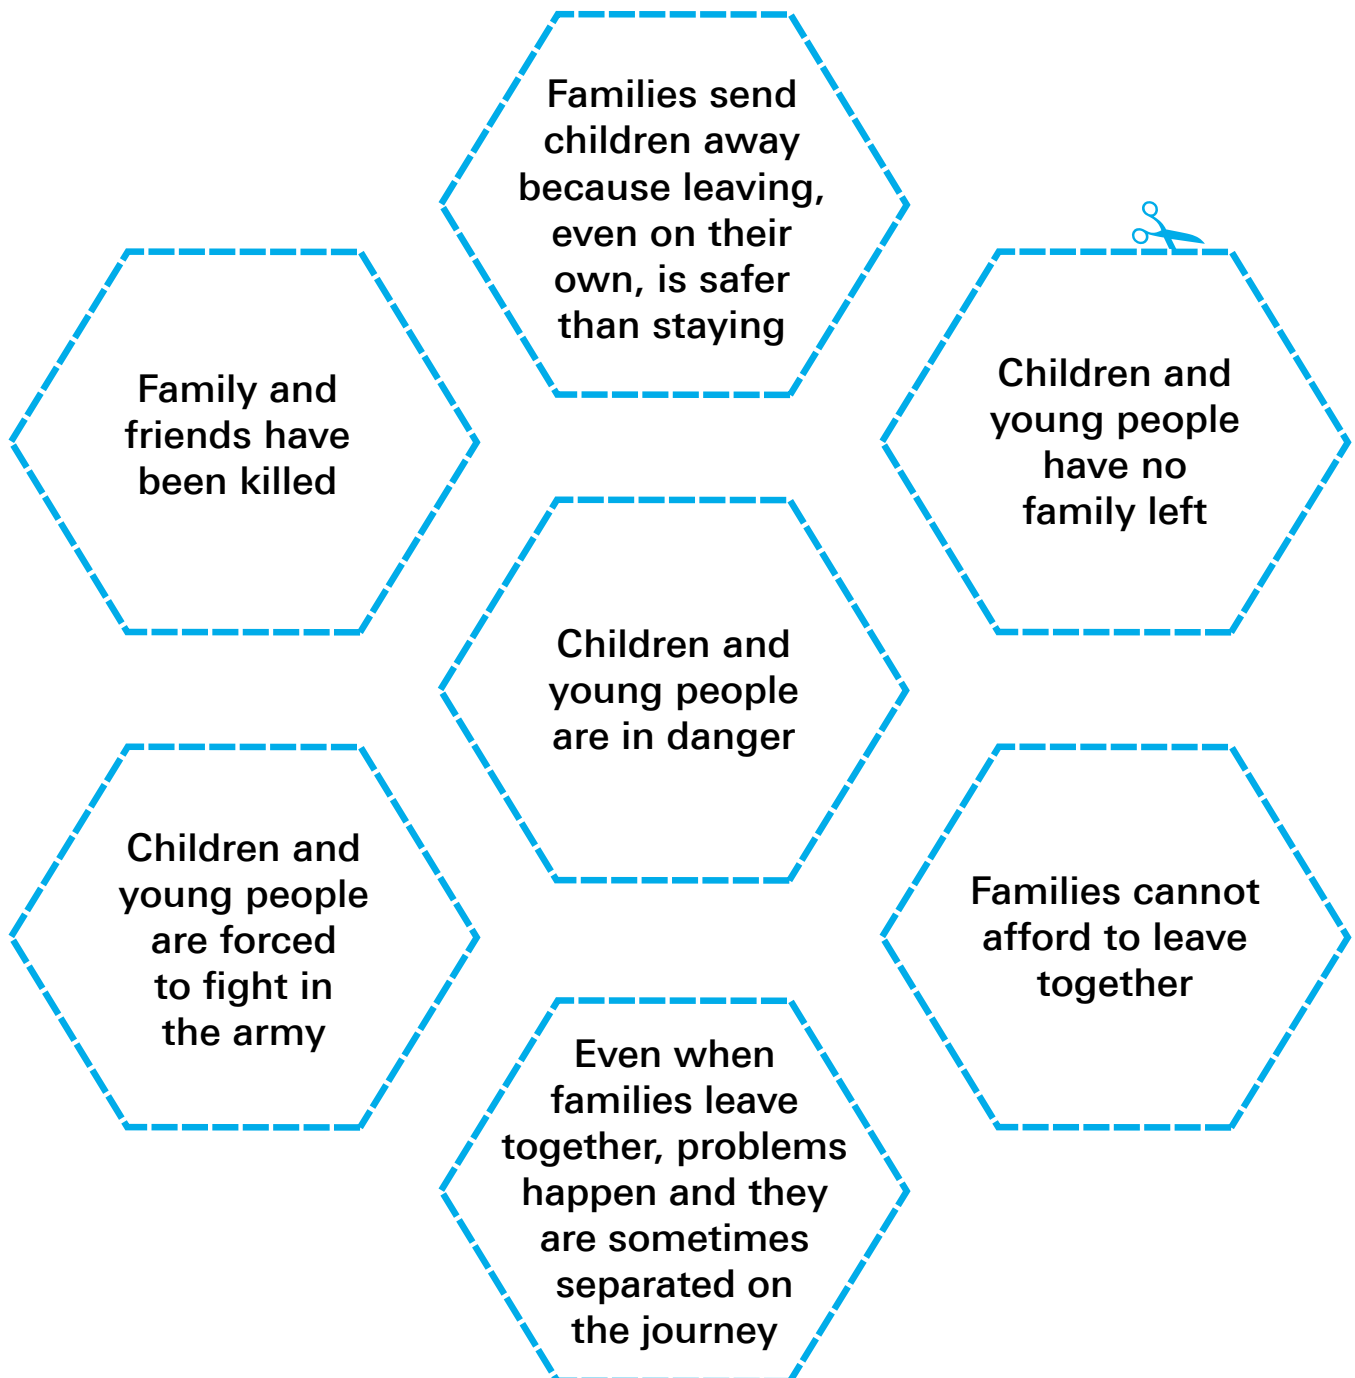 Families send
children away
because leaving,
even on their
own, is safer
than staying
Family and
friends have
been killed
Children and
young people
have no
family left
Children and
young people
are in danger
Children and
young people
are forced
to fight in
the army
Families cannot
afford to leave
together
Even when
families leave
together, problems
happen and they
are sometimes
separated on
the journey